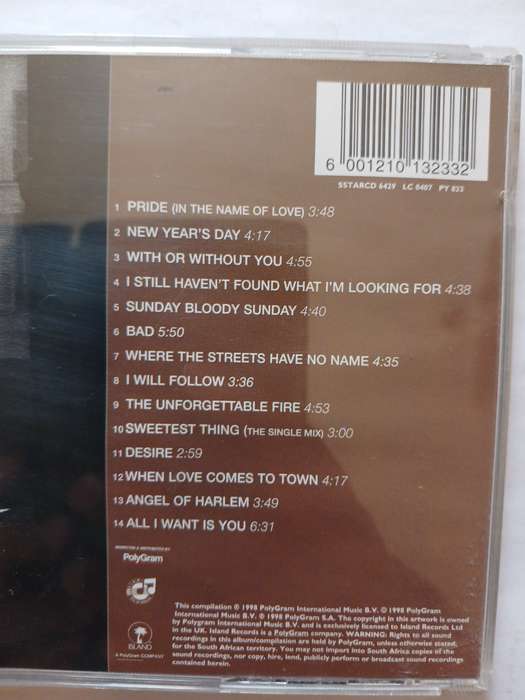 6 001210 132332
SSTARCD 6429 LC 0407 PY 833
1 PRIDE (IN THE NAME OF LOVE) 3:48
2 NEW YEAR'S DAY 4:17
3 WITH OR WITHOUT YOU 4:55
4 I STILL HAVEN'T FOUND WHAT I'M LOOKING FOR 4:38
5 SUNDAY BLOODY SUNDAY 4:40
6 BAD 5:50
7 WHERE THE STREETS HAVE NO NAME 4:35
8 I WILL FOLLOW 3:36
9 THE UNFORGETTABLE FIRE 4:53
10 SWEETEST THING (THE SINGLE MIX) 3:00
11 DESIRE 2:59
12 WHEN LOVE COMES TO TOWN 4:17
13 ANGEL OF HARLEM 3:49
14 ALL I WANT IS YOU 6:31
MARKETED & DISTRIBUTED BY
PolyGram
ISLAND
A PolyGram COMPANY
This compilation ℗ 1998 PolyGram International Music B.V. © 1998 PolyGram
International Music B.V. © 1998 PolyGram S.A. The copyright in this artwork is owned
by Polygram International Music B.V. and is exclusively licensed to Island Records Ltd
in the UK. Island Records is a PolyGram company. WARNING: Rights to all sound
recordings in the album/compilation are held by PolyGram, unless otherwise stated,
for the South African territory. You may not import into South Africa copies of the
sound recordings, nor copy, hire, lend, publicly perform or broadcast sound recordings
contained herein.